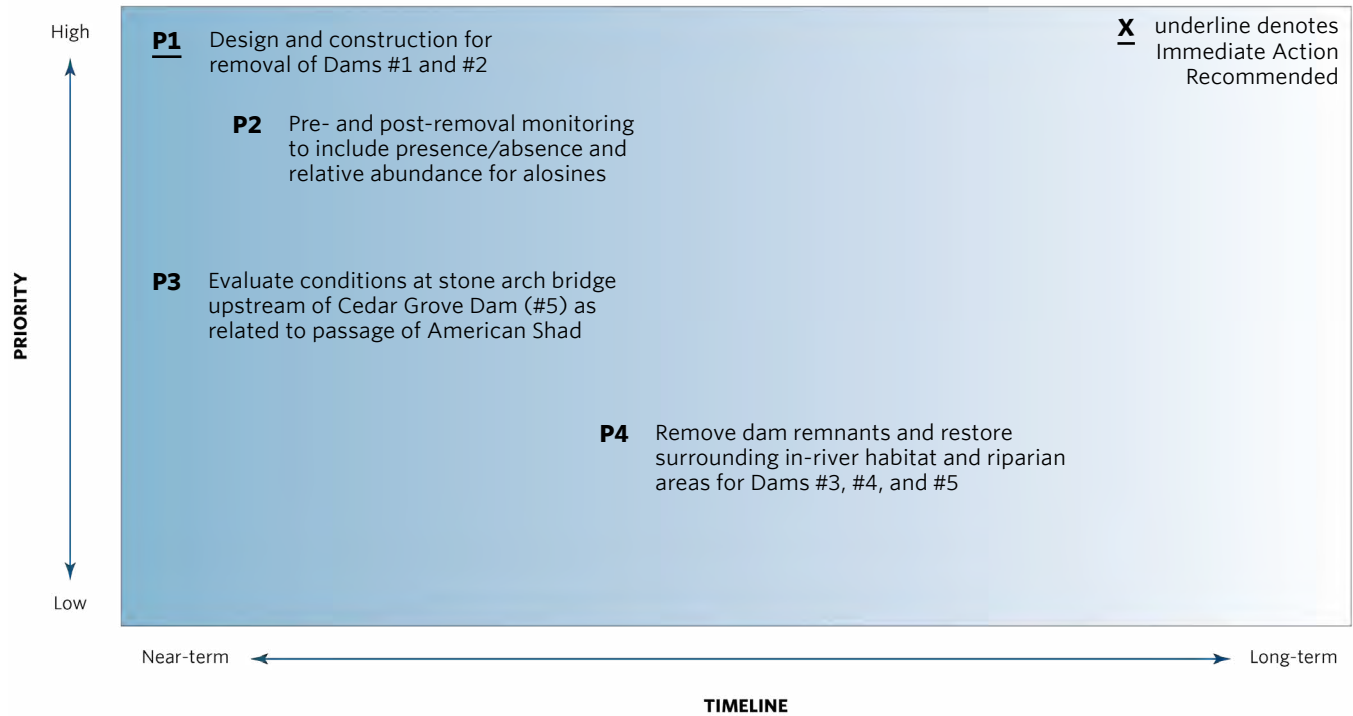 High
P1 Design and construction for
removal of Dams #1 and #2
X underline denotes
Immediate Action
Recommended
P2 Pre- and post-removal monitoring
to include presence/absence and
relative abundance for alosines
P3 Evaluate conditions at stone arch bridge
upstream of Cedar Grove Dam (#5) as
related to passage of American Shad
PRIORITY
P4 Remove dam remnants and restore
surrounding in-river habitat and riparian
areas for Dams #3, #4, and #5
Low
Near-term
Long-term
TIMELINE